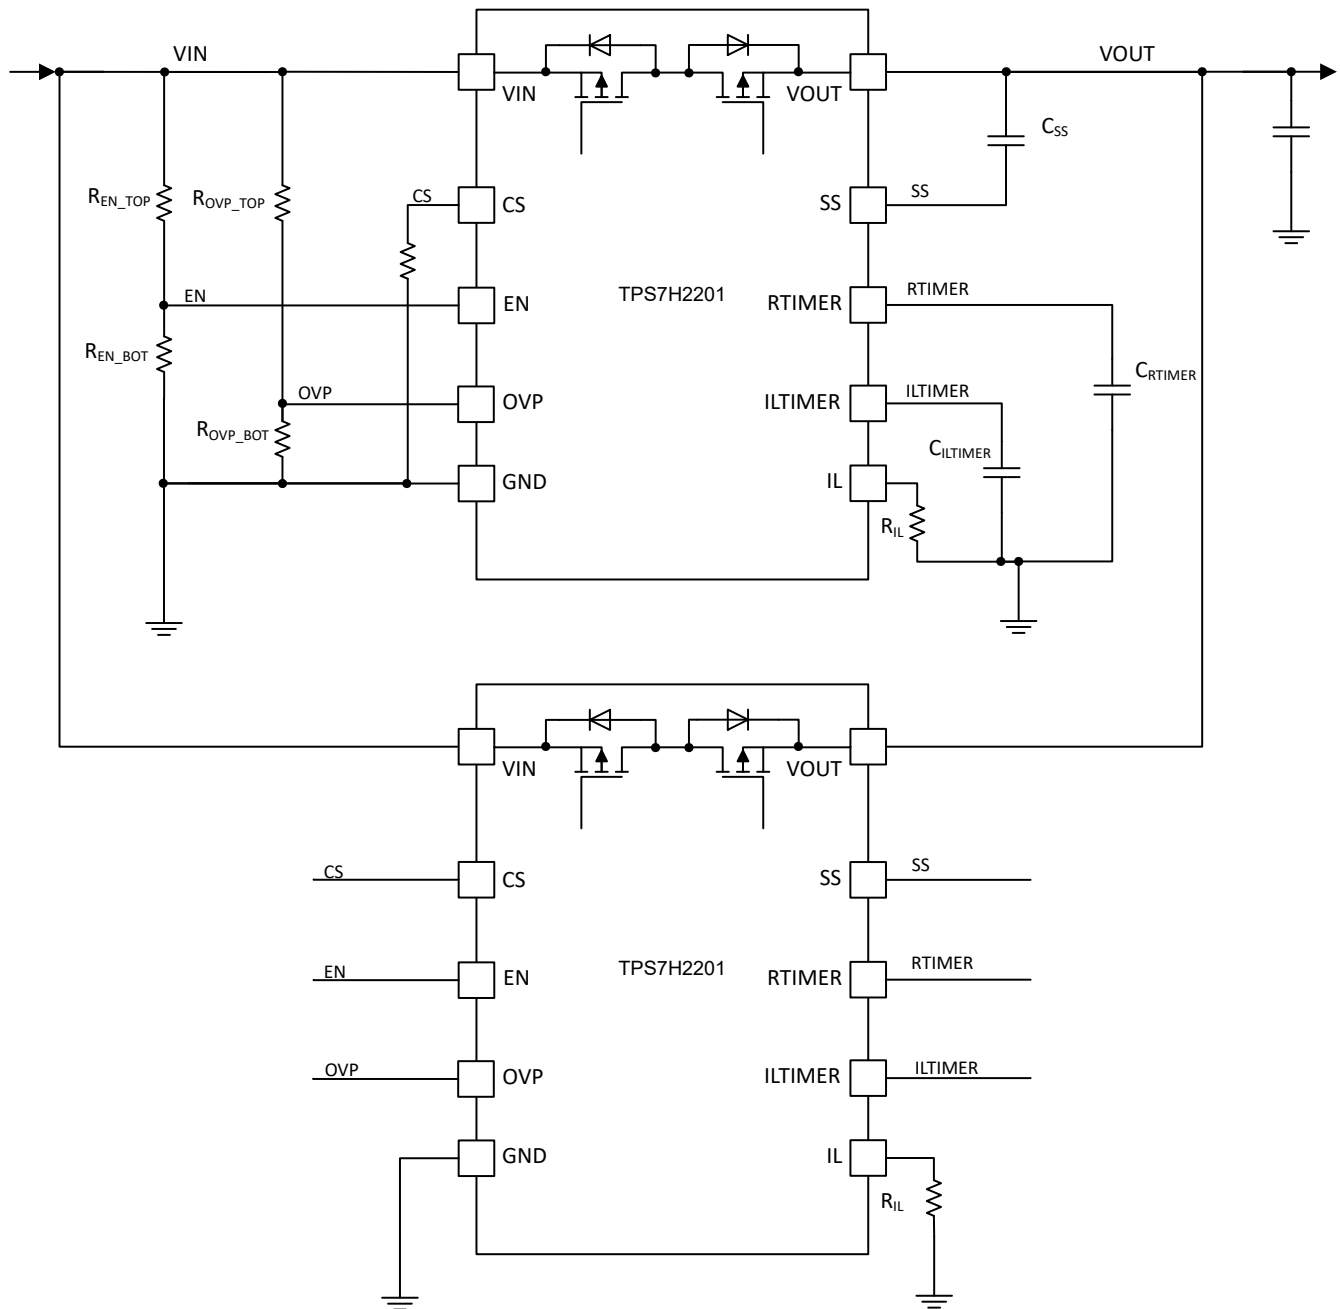 VIN
VOUT
VIN
VOUT
C_SS
R_EN_TOP
R_OVP_TOP
CS
CS
SS
SS
TPS7H2201
EN
EN
RTIMER
RTIMER
R_EN_BOT
C_RTIMER
OVP
OVP
ILTIMER
ILTIMER
R_OVP_BOT
C_ILTIMER
GND
IL
R_IL
VIN
VOUT
CS
CS
SS
SS
TPS7H2201
EN
EN
RTIMER
RTIMER
OVP
OVP
ILTIMER
ILTIMER
GND
IL
R_IL